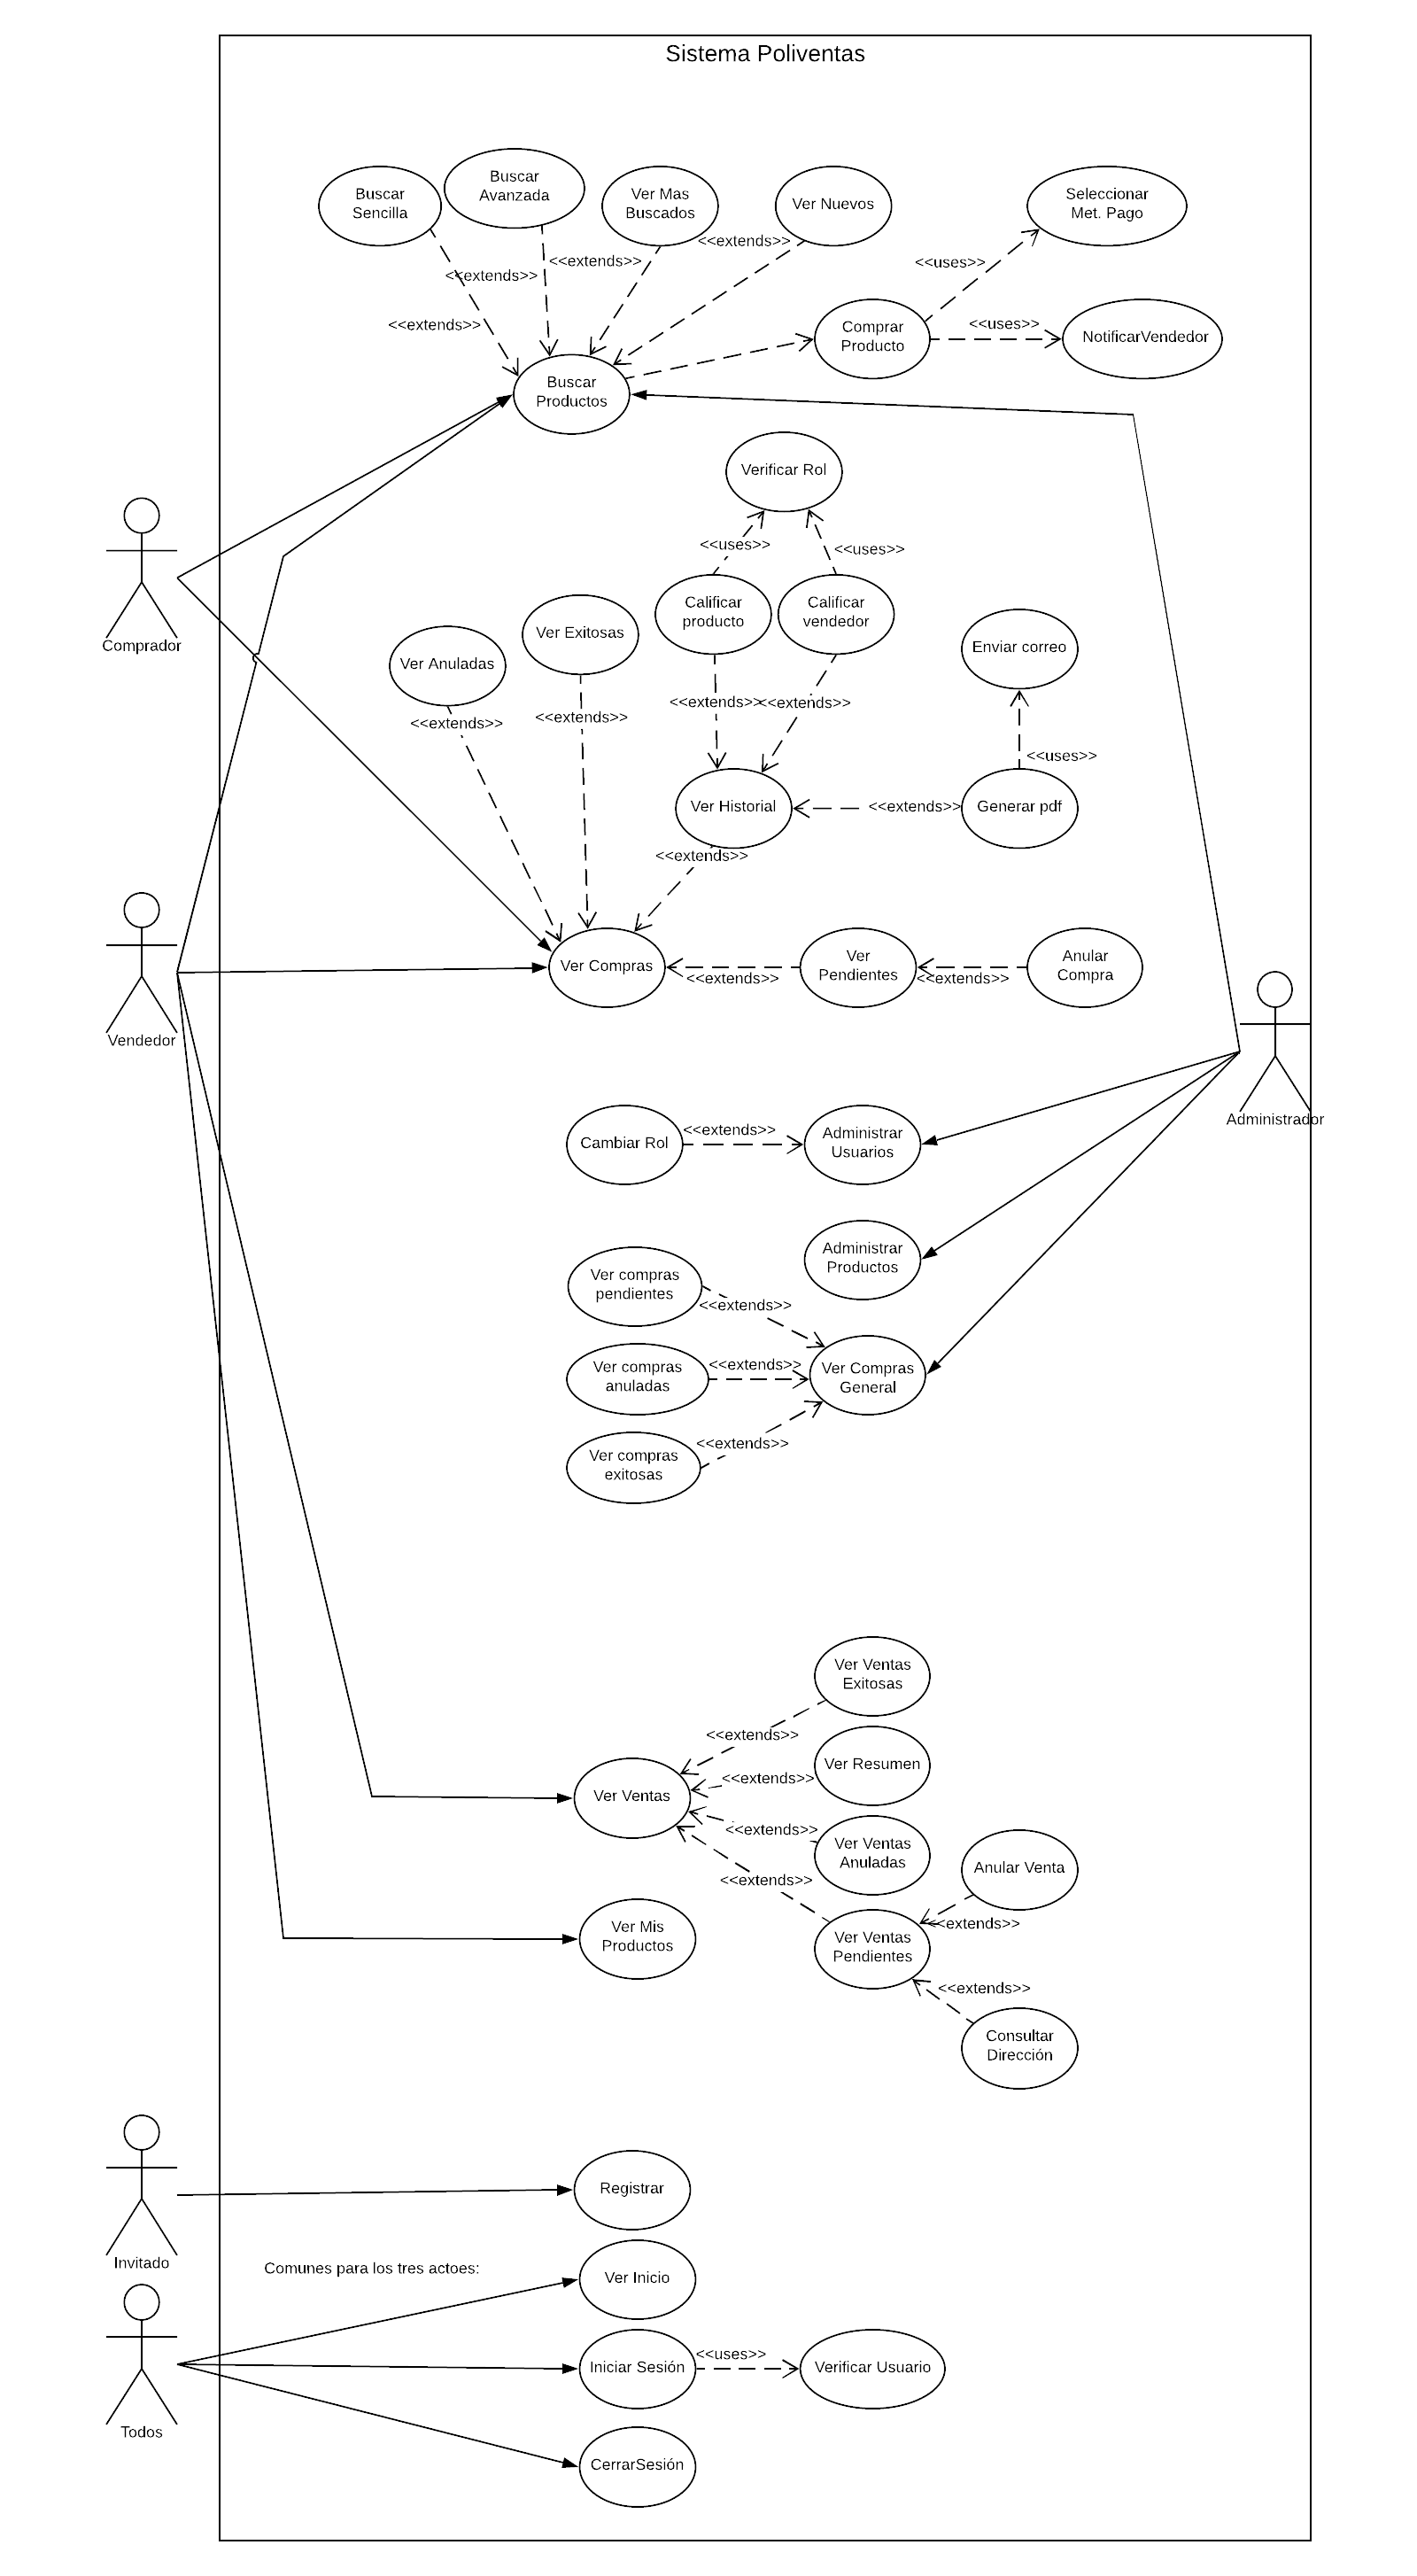 Sistema Poliventas
Buscar
Sencilla
Buscar
Avanzada
Ver Mas
Buscados
Ver Nuevos
Seleccionar
Met. Pago
<<extends>>
<<extends>>
<<extends>>
<<extends>>
<<uses>>
<<uses>>
Comprar
Producto
NotificarVendedor
Buscar
Productos
Verificar Rol
<<uses>>
<<uses>>
Comprador
Ver Anuladas
Ver Exitosas
Calificar
producto
Calificar
vendedor
Enviar correo
<<extends>>
<<extends>>
<<extends>>
<<extends>>
<<uses>>
Ver Historial
<<extends>>
Generar pdf
<<extends>>
Vendedor
Ver Compras
<<extends>>
Ver
Pendientes
<<extends>>
Anular
Compra
Administrador
Cambiar Rol
<<extends>>
Administrar
Usuarios
Administrar
Productos
Ver compras
pendientes
<<extends>>
Ver compras
anuladas
<<extends>>
Ver Compras
General
Ver compras
exitosas
<<extends>>
Ver Ventas
Exitosas
<<extends>>
Ver Resumen
<<extends>>
Ver Ventas
<<extends>>
Ver Ventas
Anuladas
<<extends>>
Anular Venta
<<extends>>
Ver Mis
Productos
Ver Ventas
Pendientes
<<extends>>
Consultar
Dirección
Registrar
Invitado
Comunes para los tres actoes:
Ver Inicio
Iniciar Sesión
<<uses>>
Verificar Usuario
Todos
CerrarSesión